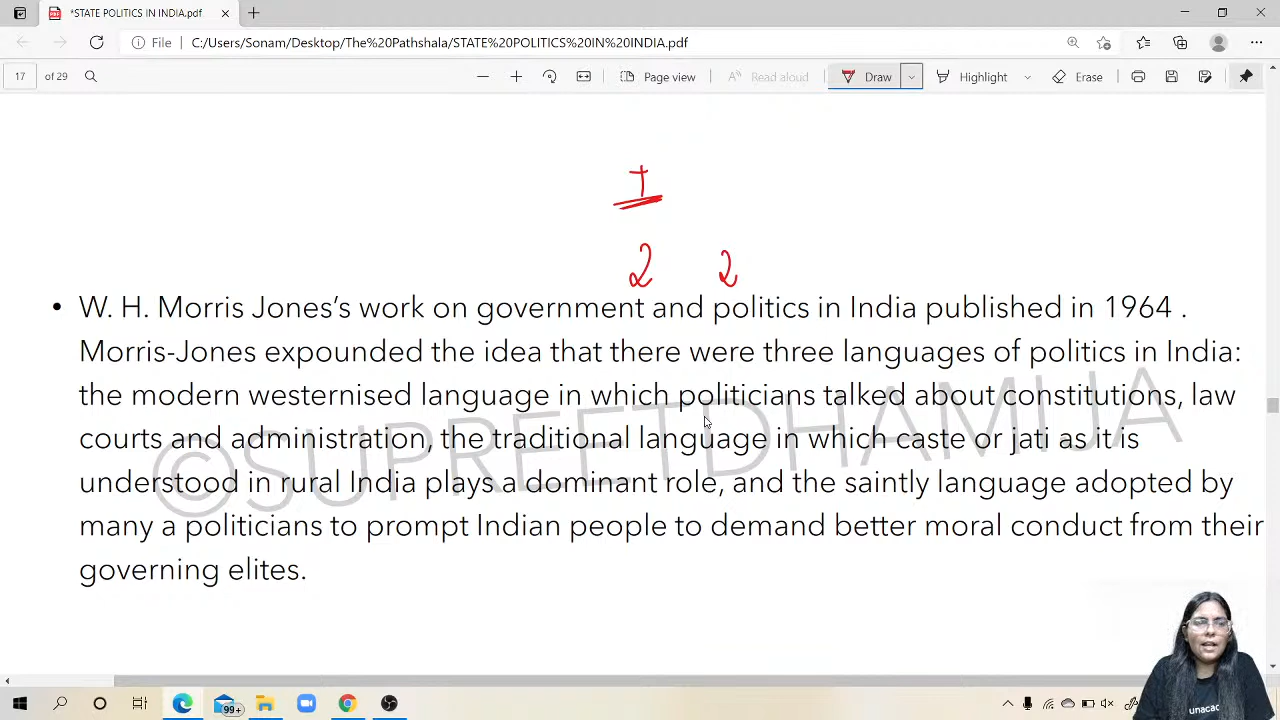 *STATE POLITICS IN INDIA.pdf
File C:/Users/Sonam/Desktop/The%20Pathshala/STATE%20POLITICS%20IN%20INDIA.pdf
17 of 29 Page view Read aloud Draw Highlight Erase
+
2 2
• W. H. Morris Jones’s work on government and politics in India published in 1964 .
Morris-Jones expounded the idea that there were three languages of politics in India:
the modern westernised language in which politicians talked about constitutions, law
courts and administration, the traditional language in which caste or jati as it is
understood in rural India plays a dominant role, and the saintly language adopted by
many a politicians to prompt Indian people to demand better moral conduct from their
governing elites.
©SUPREETDHAMIJA
unacad
99+